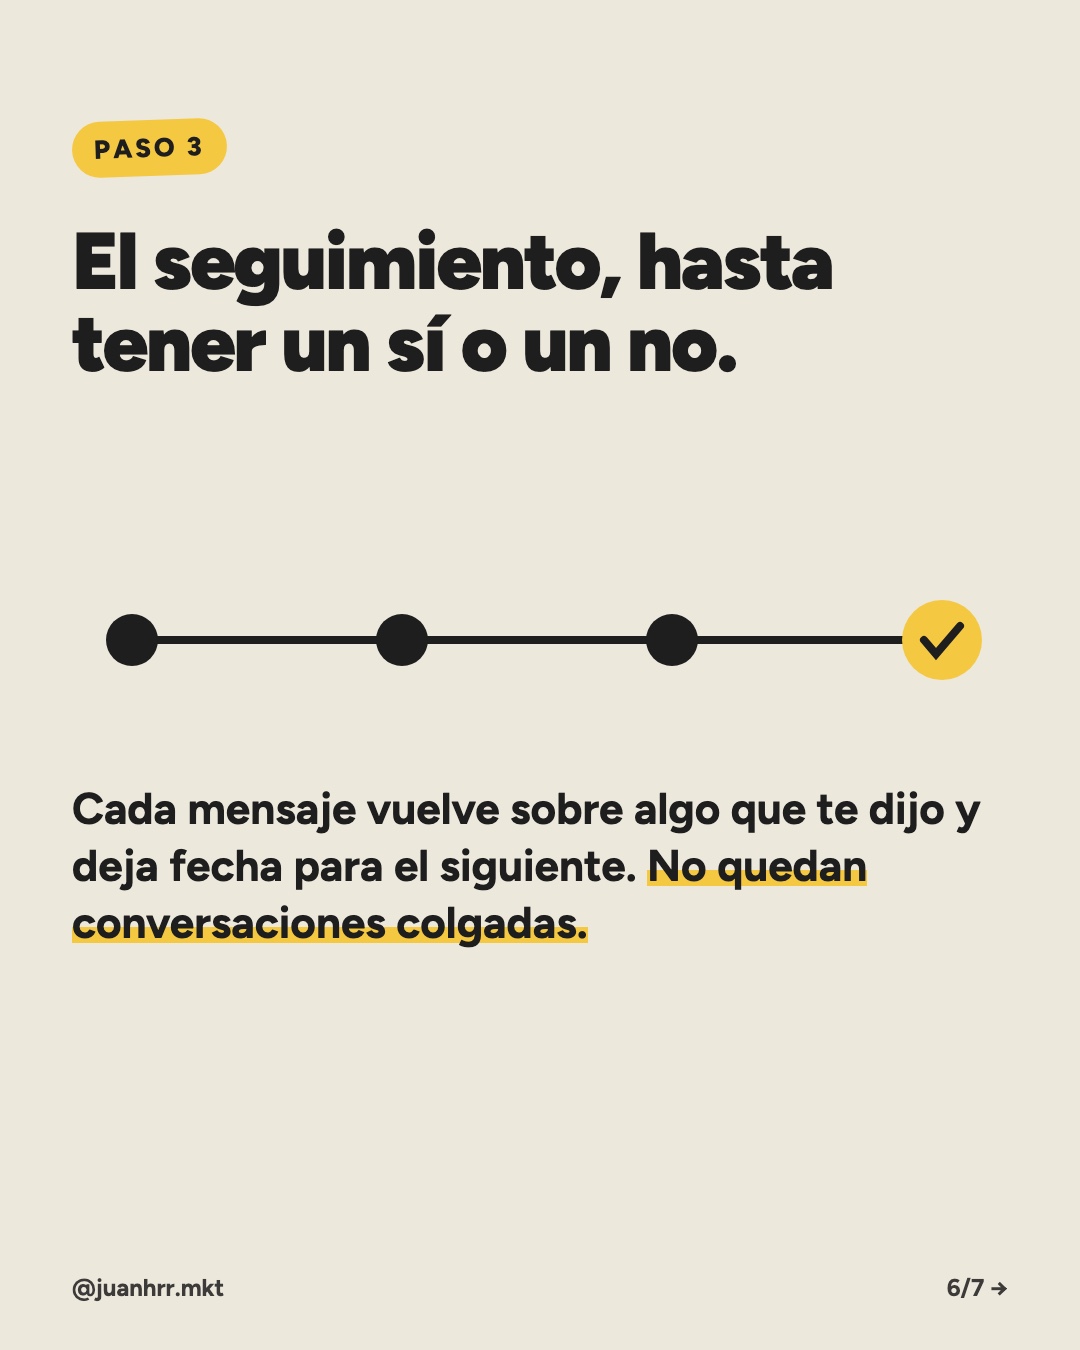 PASO 3
El seguimiento, hasta
tener un sí o un no.
Cada mensaje vuelve sobre algo que te dijo y
deja fecha para el siguiente. No quedan
conversaciones colgadas.
@juanhrr.mkt
6/7 →